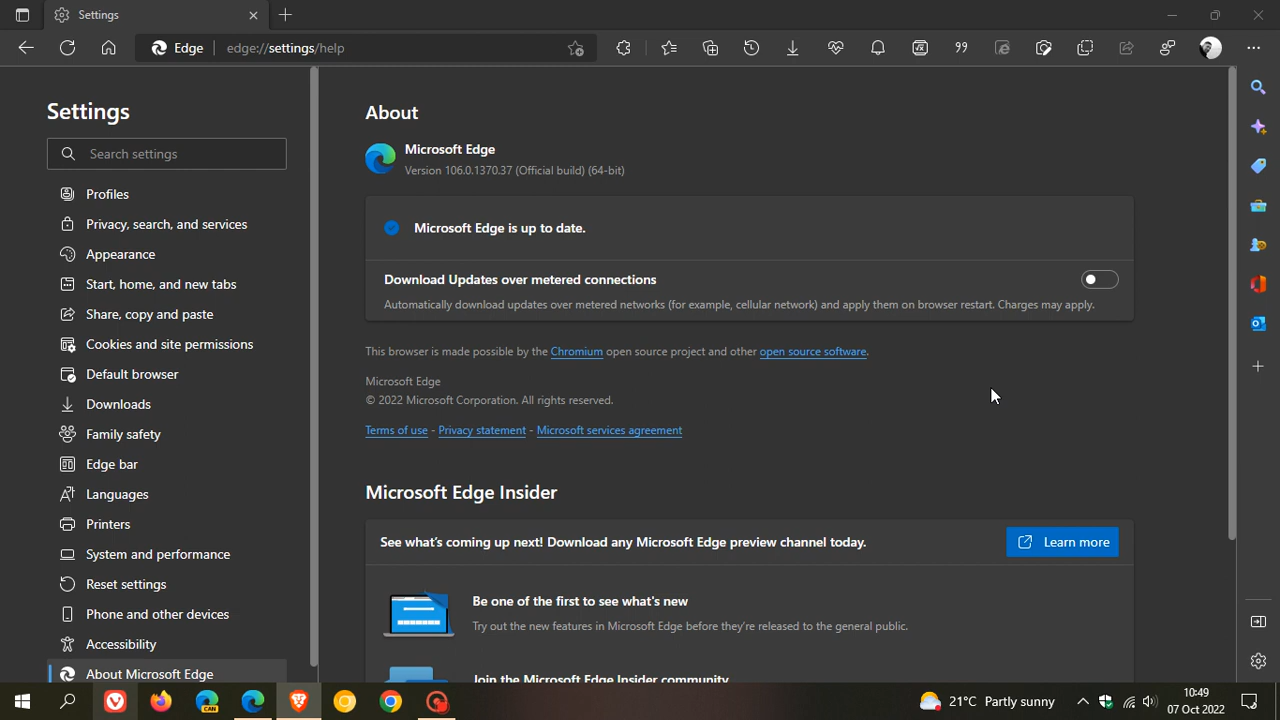 Settings
Edge
edge://settings/help
99
Settings
Search settings
Profiles
Privacy, search, and services
Appearance
Start, home, and new tabs
Share, copy and paste
Cookies and site permissions
Default browser
Downloads
Family safety
Edge bar
Languages
Printers
System and performance
Reset settings
Phone and other devices
Accessibility
About Microsoft Edge
About
Microsoft Edge
Version 106.0.1370.37 (Official build) (64-bit)
Microsoft Edge is up to date.
Download Updates over metered connections
Automatically download updates over metered networks (for example, cellular network) and apply them on browser restart. Charges may apply.
This browser is made possible by the Chromium open source project and other open source software.
Microsoft Edge
© 2022 Microsoft Corporation. All rights reserved.
Terms of use - Privacy statement - Microsoft services agreement
Microsoft Edge Insider
See what's coming up next! Download any Microsoft Edge preview channel today.
Learn more
Be one of the first to see what's new
Try out the new features in Microsoft Edge before they're released to the general public.
Join the Microsoft Edge Insider community
CAN
21°C Partly sunny
10:49
07 Oct 2022